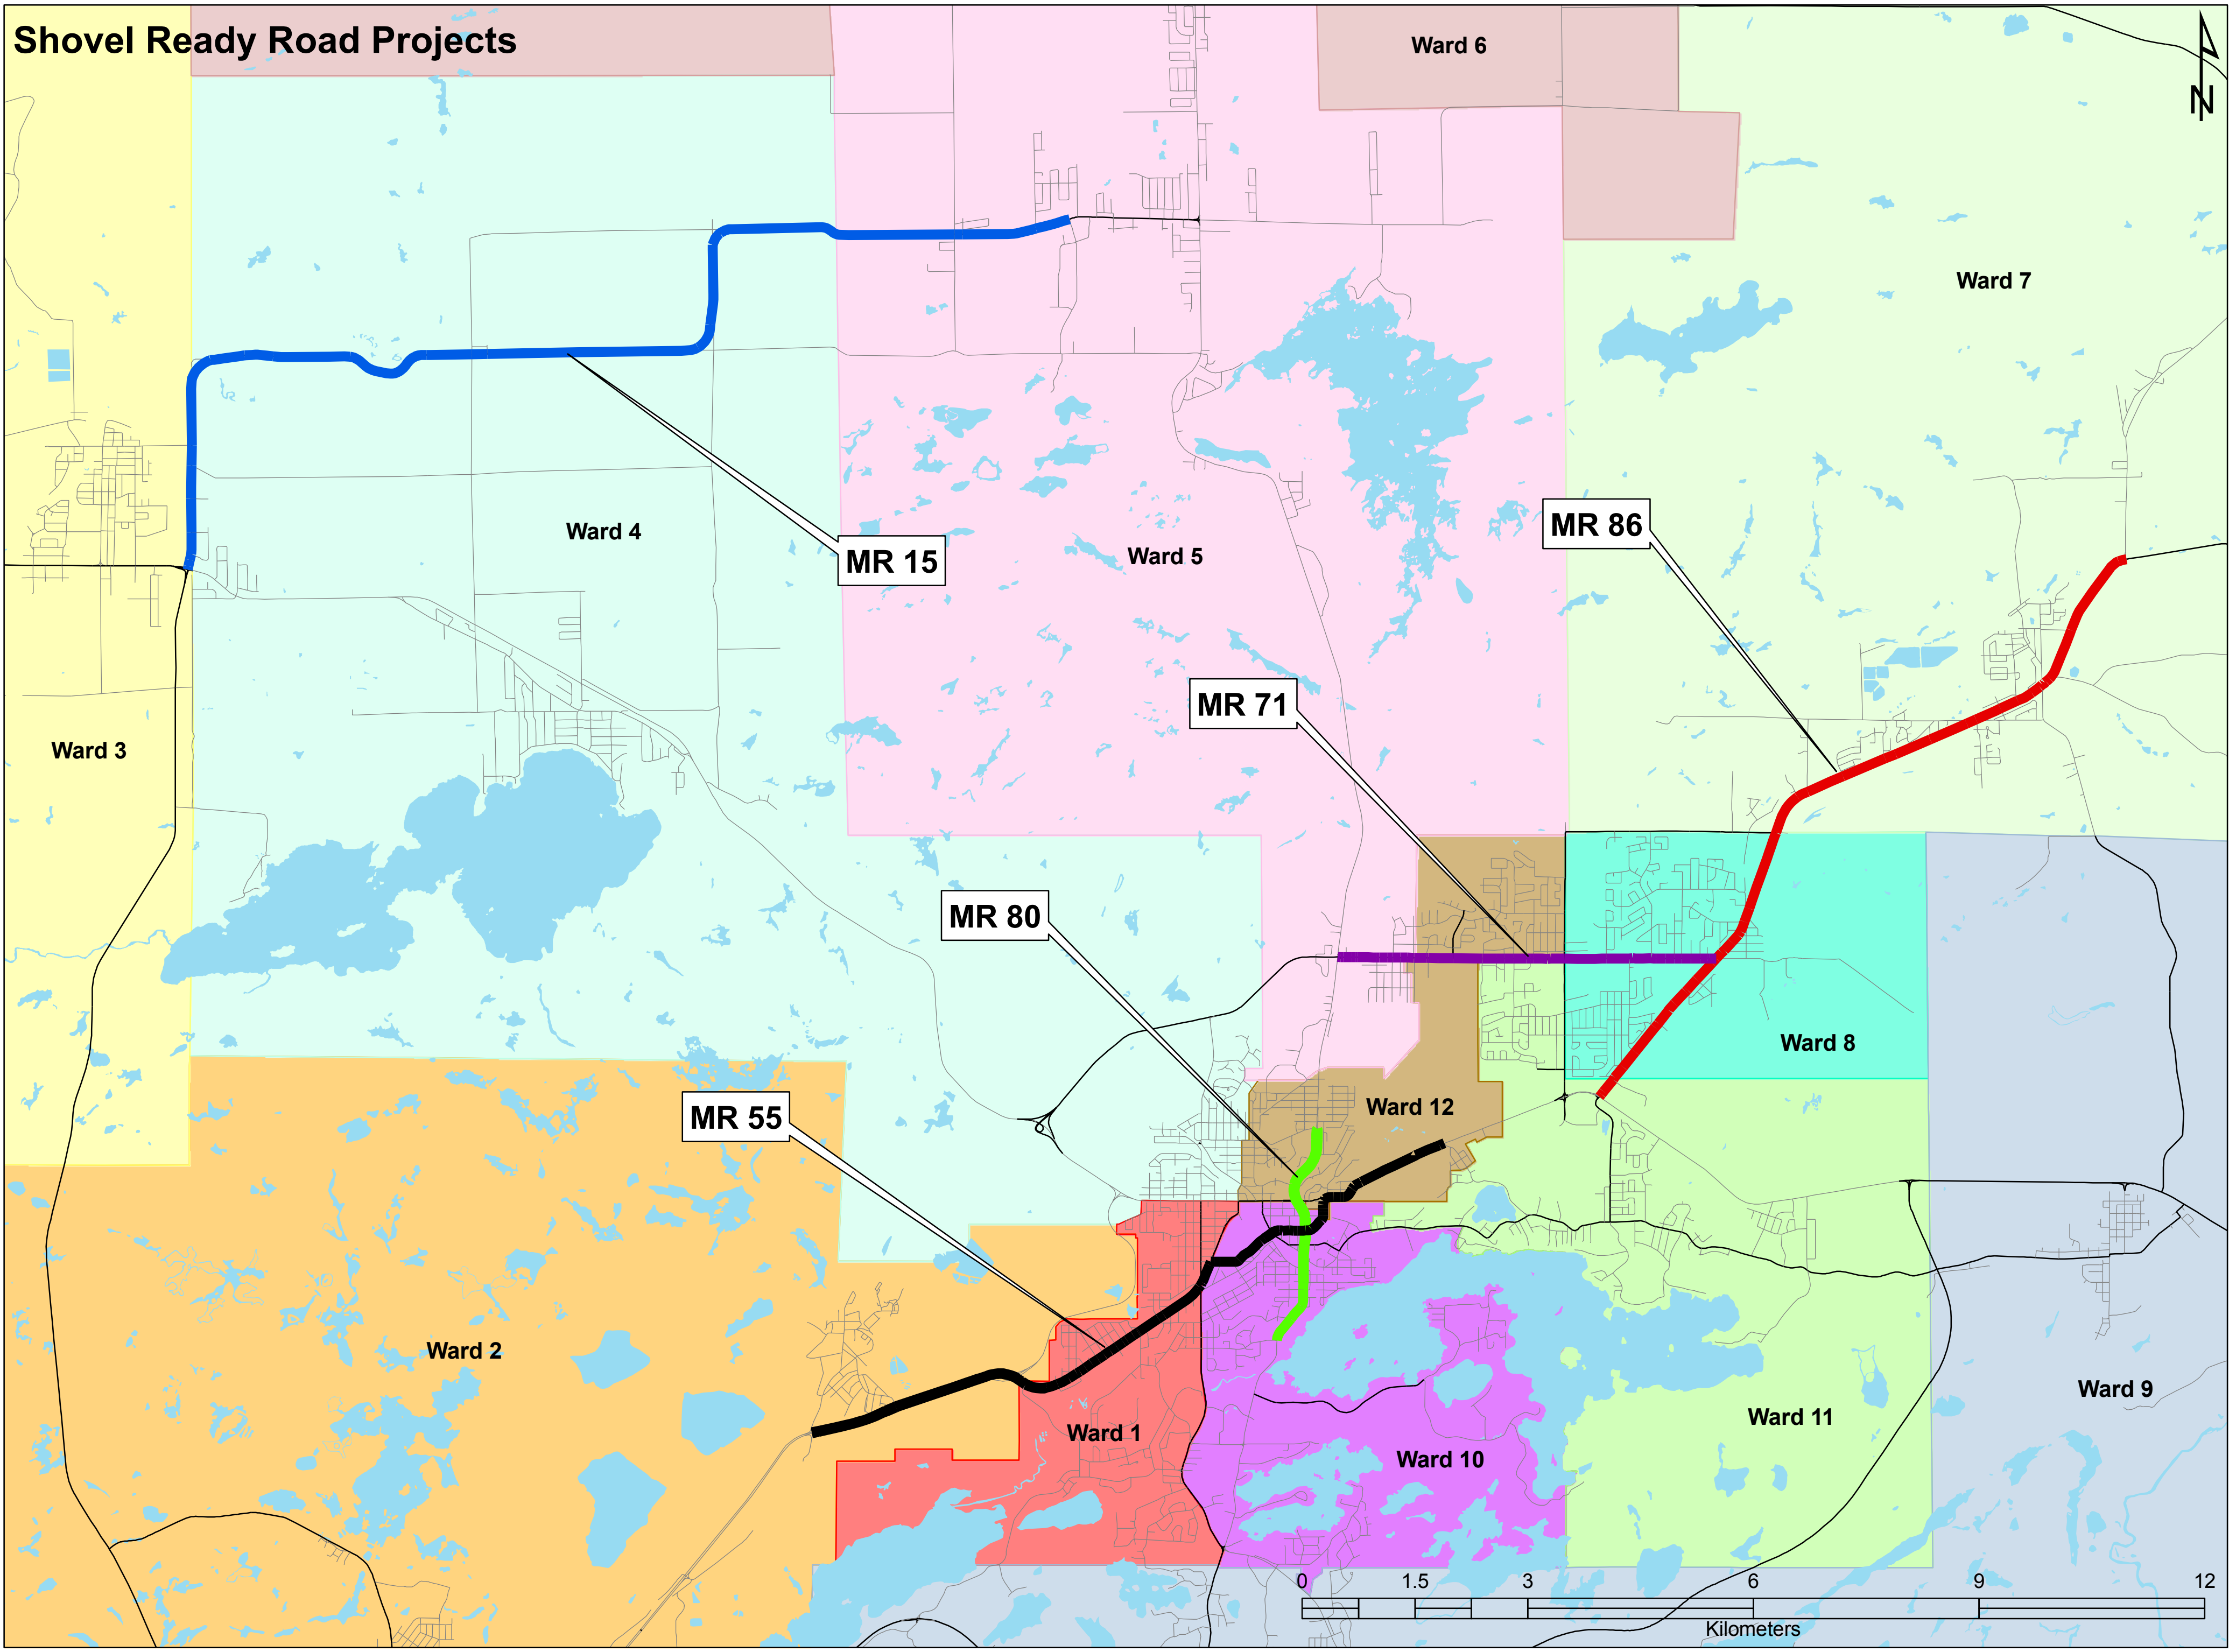 Shovel Ready Road Projects
Ward 6
N
Ward 7
MR 86
Ward 4
MR 15
Ward 5
MR 71
Ward 3
MR 80
Ward 8
MR 55
Ward 12
Ward 2
Ward 9
Ward 1
Ward 11
Ward 10
0 1.5 3 6 9 12
Kilometers